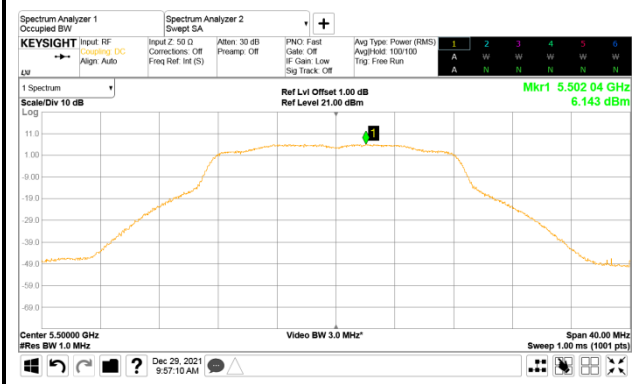 Spectrum Analyzer 1
Occupied BW
Spectrum Analyzer 2
Swept SA
KEYSIGHT
Input: RF
Coupling: DC
Align: Auto
Input Z: 50 Ω
Corrections: Off
Freq Ref: Int (S)
Atten: 30 dB
Preamp: Off
PNO: Fast
Gate: Off
IF Gain: Low
Sig Track: Off
Avg Type: Power (RMS)
Avg|Hold: 100/100
Trig: Free Run
1 2 3 4 5 6
A W W W W W
A N N N N N
LXI
1 Spectrum
Scale/Div 10 dB
Log
Ref Lvl Offset 1.00 dB
Ref Level 21.00 dBm
Mkr1 5.502 04 GHz
6.143 dBm
1
11.0
1.00
-9.00
-19.0
-29.0
-39.0
-49.0
-59.0
-69.0
Center 5.50000 GHz
#Res BW 1.0 MHz
Video BW 3.0 MHz*
Span 40.00 MHz
Sweep 1.00 ms (1001 pts)
?
Dec 29, 2021
9:57:10 AM